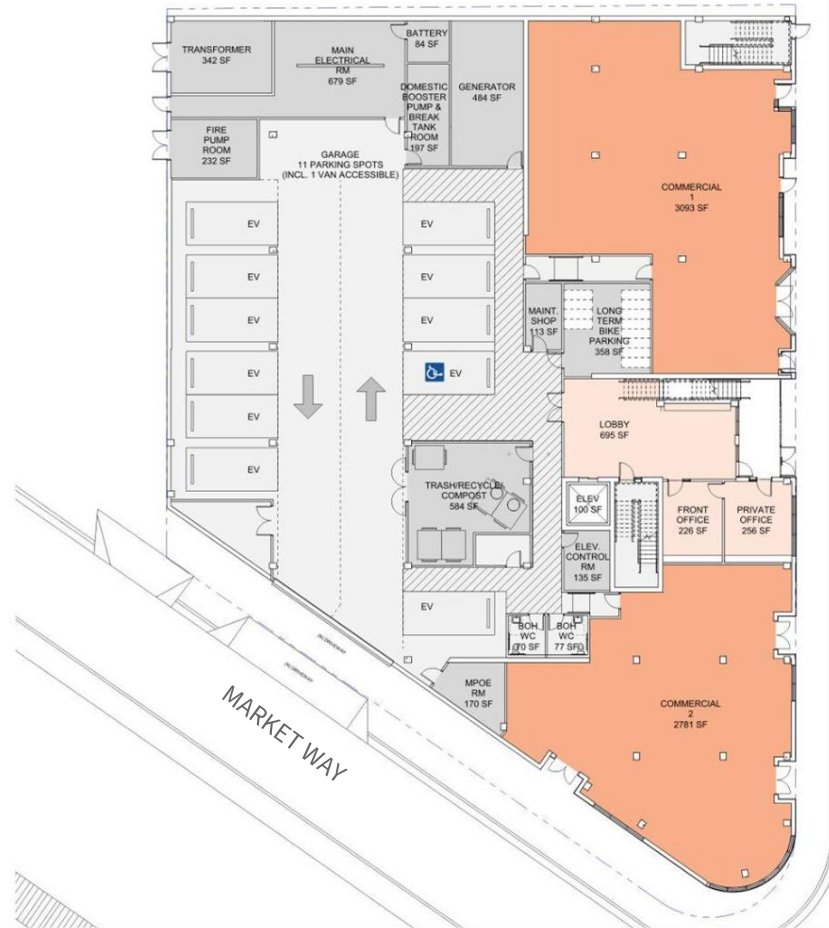 TRANSFORMER
342 SF
MAIN
ELECTRICAL
RM
679 SF
BATTERY
84 SF
DOMESTIC
BOOSTER
PUMP &
BREAK
TANK
ROOM
197 SF
GENERATOR
484 SF
FIRE
PUMP
ROOM
232 SF
GARAGE
11 PARKING SPOTS
(INCL. 1 VAN ACCESSIBLE)
COMMERCIAL
1
3093 SF
EV
EV
EV
EV
EV
EV
EV
EV
EV
EV
MAINT.
SHOP
113 SF
LONG
TERM
BIKE
PARKING
358 SF
LOBBY
695 SF
TRASH/RECYCLE/
COMPOST
584 SF
ELEV
100 SF
FRONT
OFFICE
226 SF
PRIVATE
OFFICE
256 SF
ELEV.
CONTROL
RM
135 SF
EV
BOH
WC
70 SF
BOH
WC
77 SF
MPOE
RM
170 SF
COMMERCIAL
2
2781 SF
(N) DRIVEWAY
(N) DRIVEWAY
MARKET WAY